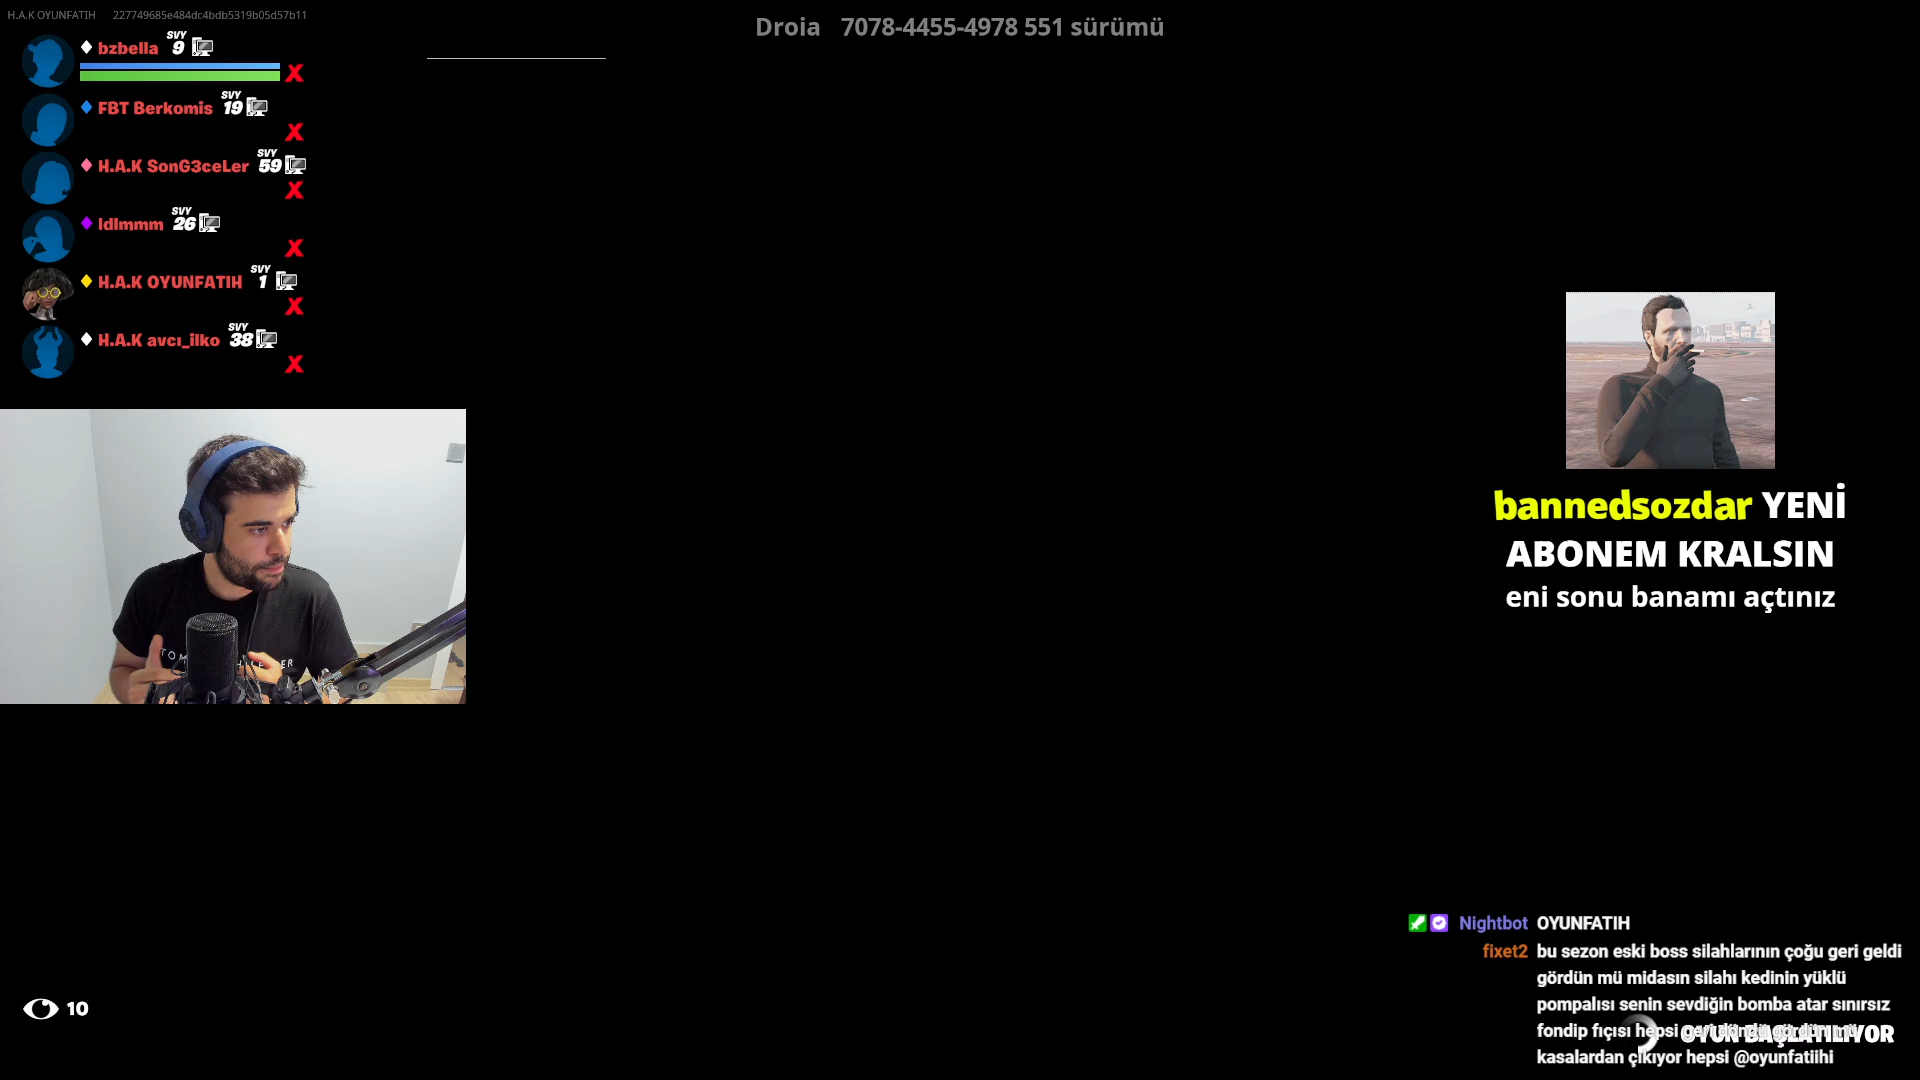 H.A.K OYUNFATIH 227749685e484dc4bdb5319b05d57b11
Droia 7078-4455-4978 551 sürümü
bzbella SVY 9
X
FBT Berkomis SVY 19
X
H.A.K SonG3ceLer SVY 59
X
ldlmmm SVY 26
X
H.A.K OYUNFATIH SVY 1
X
H.A.K avcı_ilko SVY 38
X
bannedsozdar YENİ
ABONEM KRALSIN
eni sonu banamı açtınız
Nightbot OYUNFATIH
fixet2 bu sezon eski boss silahlarının çoğu geri geldi
gördün mü midasın silahı kedinin yüklü
pompalısı senin sevdiğin bomba atar sınırsız
fondip fıçısı hepsi
OYUN BAŞLATILIYOR
kasalardan çıkıyor hepsi @oyunfatiihi
10